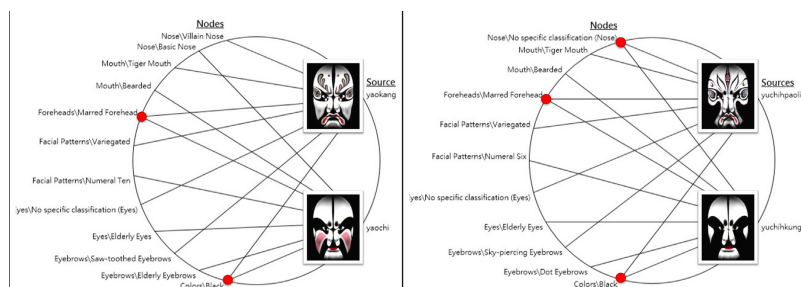 Nodes
Nose\Villain Nose
Nose\Basic Nose
Mouth\Tiger Mouth
Mouth\Bearded
Foreheads\Marred Forehead
Facial Patterns\Variegated
Facial Patterns\Numeral Ten
yes\No specific classification (Eyes)
Eyes\Elderly Eyes
Eyebrows\Saw-toothed Eyebrows
Eyebrows\Elderly Eyebrows
Colors\Black
Source
yaokang
yaochi
Nodes
Nose\No specific classification (Nose)
Mouth\Tiger Mouth
Mouth\Bearded
Foreheads\Marred Forehead
Facial Patterns\Variegated
Facial Patterns\Numeral Six
yes\No specific classification (Eyes)
Eyes\Elderly Eyes
Eyebrows\Sky-piercing Eyebrows
Eyebrows\Dot Eyebrows
Colors\Black
Sources
yuchihpaoli
yuchihkung